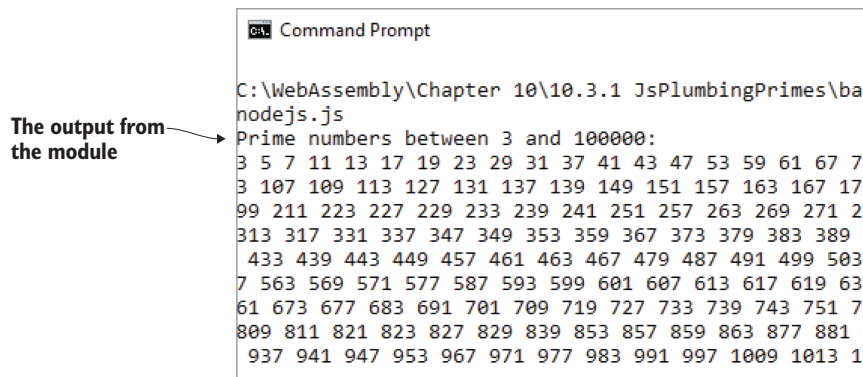 Command Prompt
C:\WebAssembly\Chapter 10\10.3.1 JsPlumbingPrimes\ba
nodejs.js
The output from
the module
Prime numbers between 3 and 100000:
3 5 7 11 13 17 19 23 29 31 37 41 43 47 53 59 61 67 7
3 107 109 113 127 131 137 139 149 151 157 163 167 17
99 211 223 227 229 233 239 241 251 257 263 269 271 2
313 317 331 337 347 349 353 359 367 373 379 383 389
433 439 443 449 457 461 463 467 479 487 491 499 503
7 563 569 571 577 587 593 599 601 607 613 617 619 63
61 673 677 683 691 701 709 719 727 733 739 743 751 7
809 811 821 823 827 829 839 853 857 859 863 877 881
937 941 947 953 967 971 977 983 991 997 1009 1013 1